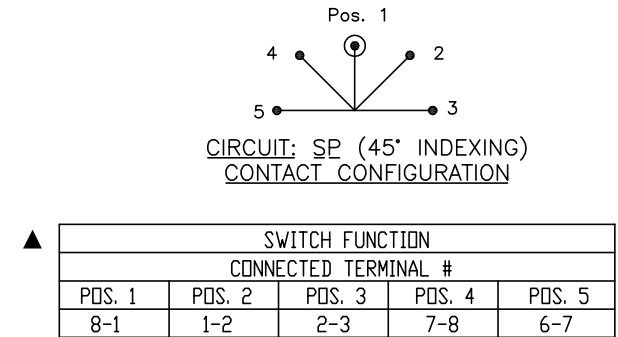 Pos. 1
4
2
5
3
CIRCUIT: SP (45° INDEXING)
CONTACT CONFIGURATION
SWITCH FUNCTION
CONNECTED TERMINAL #
POS. 1 POS. 2 POS. 3 POS. 4 POS. 5
8-1 1-2 2-3 7-8 6-7